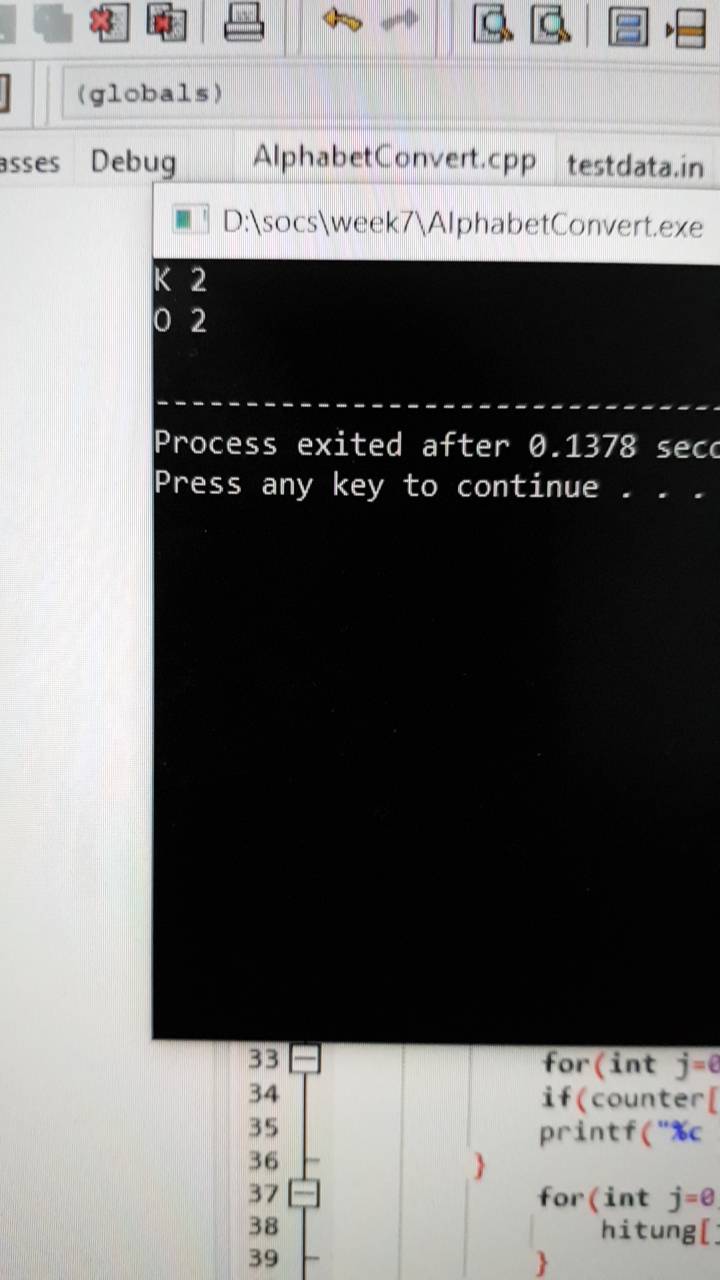 (globals)
asses Debug AlphabetConvert.cpp testdata.in
D:\socs\week7\AlphabetConvert.exe
K 2
O 2
--------------------------------
Process exited after 0.1378 seco
Press any key to continue . . .
33 for(int j=0
34 if(counter[
35 printf("%c
36 }
37 for(int j=0
38 hitung[j
39 }